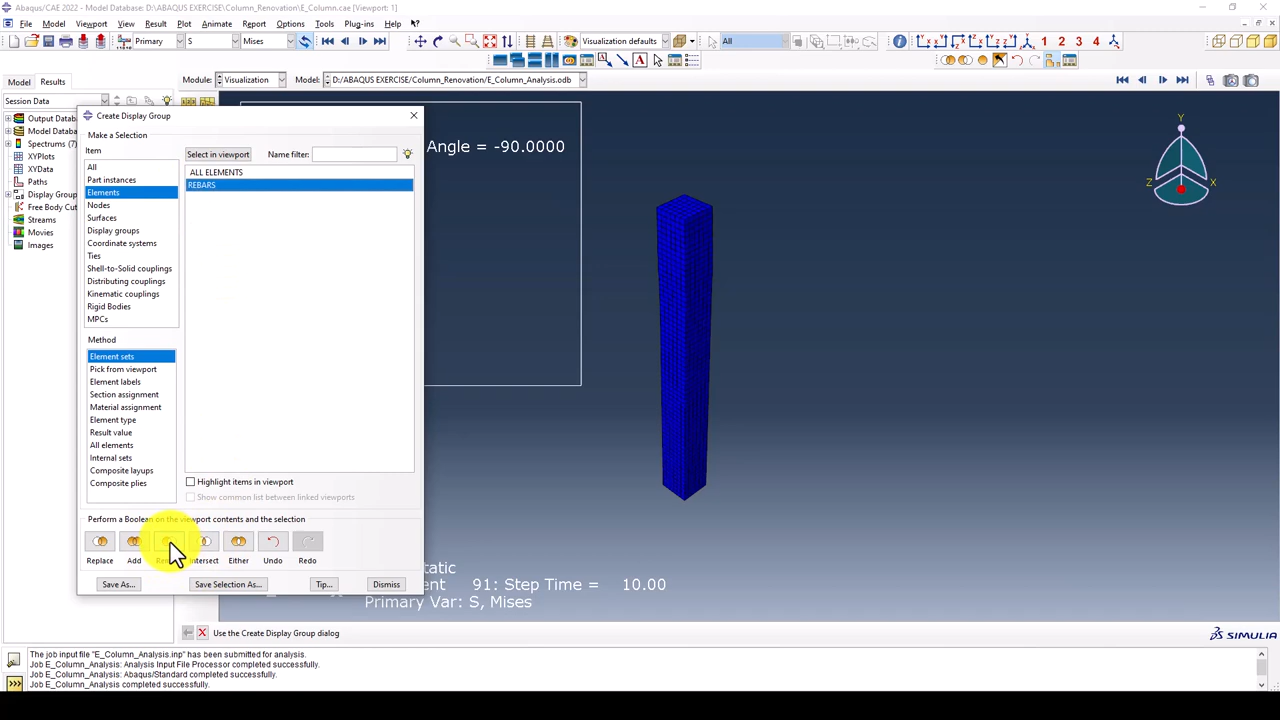 Abaqus/CAE 2022 - Model Database: D:\ABAQUS EXERCISE\Column_Renovation\E_Column.cae [Viewport: 1]
File Model Viewport View Result Plot Animate Report Options Tools Plug-ins Help
Primary S Mises Visualization defaults All 1 2 3 4
Model Results Module: Visualization Model: D:/ABAQUS EXERCISE/Column_Renovation/E_Column_Analysis.odb
Session Data
Output Data
Model Databa
Spectrums (7)
XYPlots
XYData
Paths
Display Group
Free Body Cut
Streams
Movies
Images
Create Display Group
Make a Selection
Item
All
Part instances
Elements
Nodes
Surfaces
Display groups
Coordinate systems
Ties
Shell-to-Solid couplings
Distributing couplings
Kinematic couplings
Rigid Bodies
MPCs
Method
Element sets
Pick from viewport
Element labels
Section assignment
Material assignment
Element type
Result value
All elements
Internal sets
Composite layups
Composite plies
Select in viewport Name filter:
ALL ELEMENTS
REBARS
Highlight items in viewport
Show common list between linked viewports
Perform a Boolean on the viewport contents and the selection
Replace Add Intersect Either Undo Redo
Save As... Save Selection As... Tip... Dismiss
Angle = -90.0000
Y
Z X
91: Step Time = 10.00
Primary Var: S, Mises
Use the Create Display Group dialog
SIMULIA
The job input file "E_Column_Analysis.inp" has been submitted for analysis.
Job E_Column_Analysis: Analysis Input File Processor completed successfully.
Job E_Column_Analysis: Abaqus/Standard completed successfully.
Job E_Column_Analysis completed successfully.